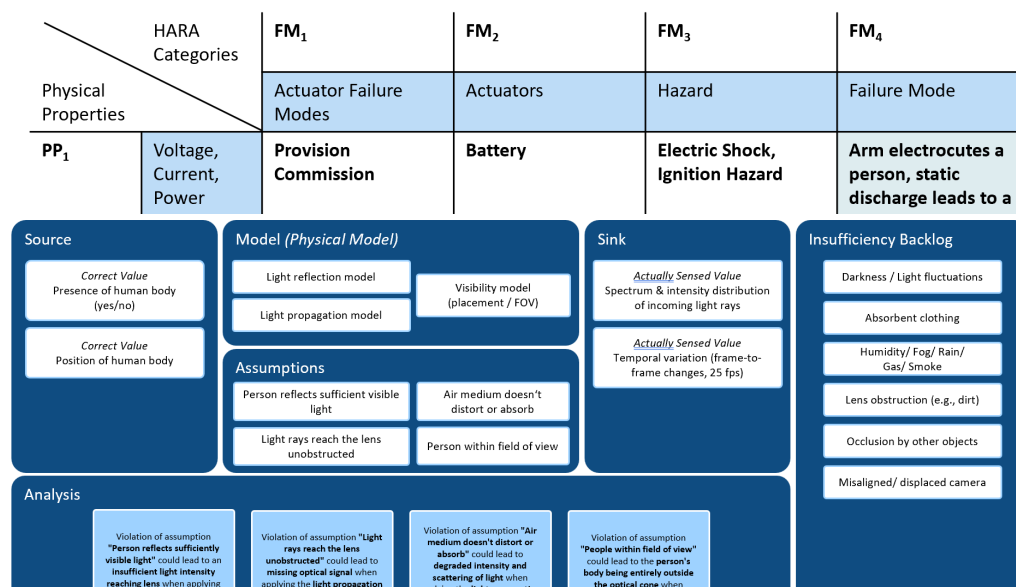 HARA
Categories
FM₁
FM₂
FM₃
FM₄
Physical
Properties
Actuator Failure
Modes
Actuators
Hazard
Failure Mode
PP₁
Voltage,
Current,
Power
Provision
Commission
Battery
Electric Shock,
Ignition Hazard
Arm electrocutes a
person, static
discharge leads to a
Source
Correct Value
Presence of human body
(yes/no)
Correct Value
Position of human body
Model (Physical Model)
Light reflection model
Light propagation model
Visibility model
(placement / FOV)
Assumptions
Person reflects sufficient visible
light
Air medium doesn't
distort or absorb
Light rays reach the lens
unobstructed
Person within field of view
Sink
Actually Sensed Value
Spectrum & intensity distribution
of incoming light rays
Actually Sensed Value
Temporal variation (frame-to-
frame changes, 25 fps)
Insufficiency Backlog
Darkness / Light fluctuations
Absorbent clothing
Humidity/ Fog/ Rain/
Gas/ Smoke
Lens obstruction (e.g., dirt)
Occlusion by other objects
Misaligned/ displaced camera
Analysis
Violation of assumption
"Person reflects sufficiently
visible light" could lead to an
insufficient light intensity
reaching lens when applying
Violation of assumption
"Light
rays reach the lens
unobstructed" could lead to
missing optical signal when
applying the light propagation
Violation of assumption "Air
medium doesn't distort or
absorb" could lead to
degraded intensity and
scattering of light when
Violation of assumption
"People within field of view"
could lead to the person's
body being entirely outside
the optical cone when